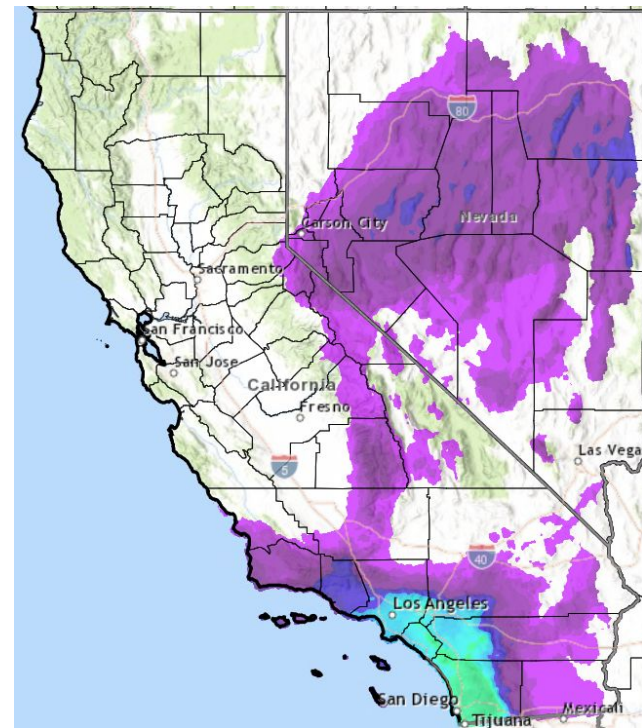 80
Carson City
Nevada
Sacramento
San Francisco
San Jose
California
Fresno
5
Las Vega
40
Los Angeles
San Diego
Mexicali
Tijuana